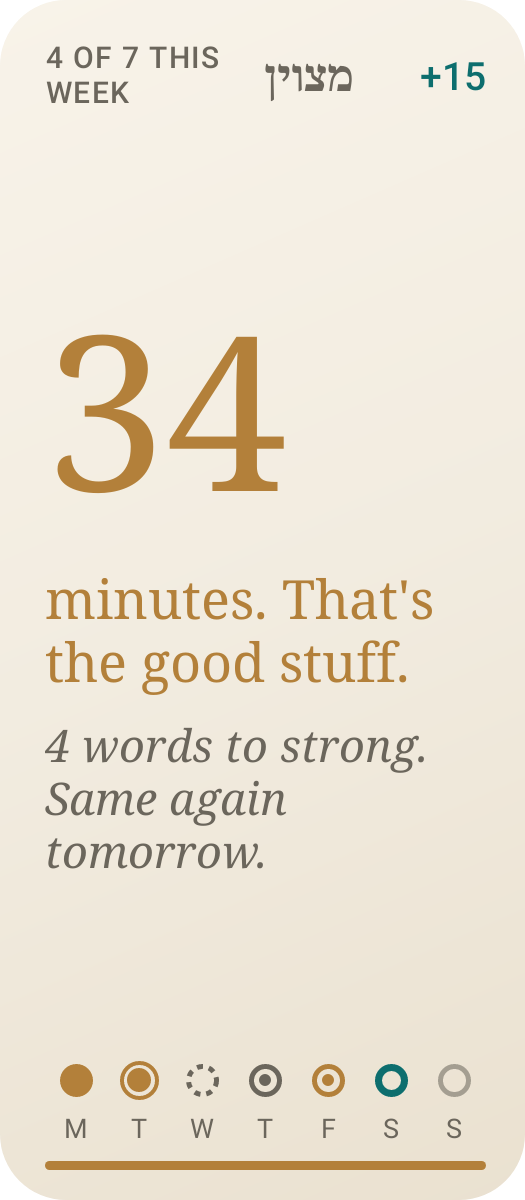 4 OF 7 THIS
WEEK
מצוין
+15
34
minutes. That's
the good stuff.
4 words to strong.
Same again
tomorrow.
M T W T F S S